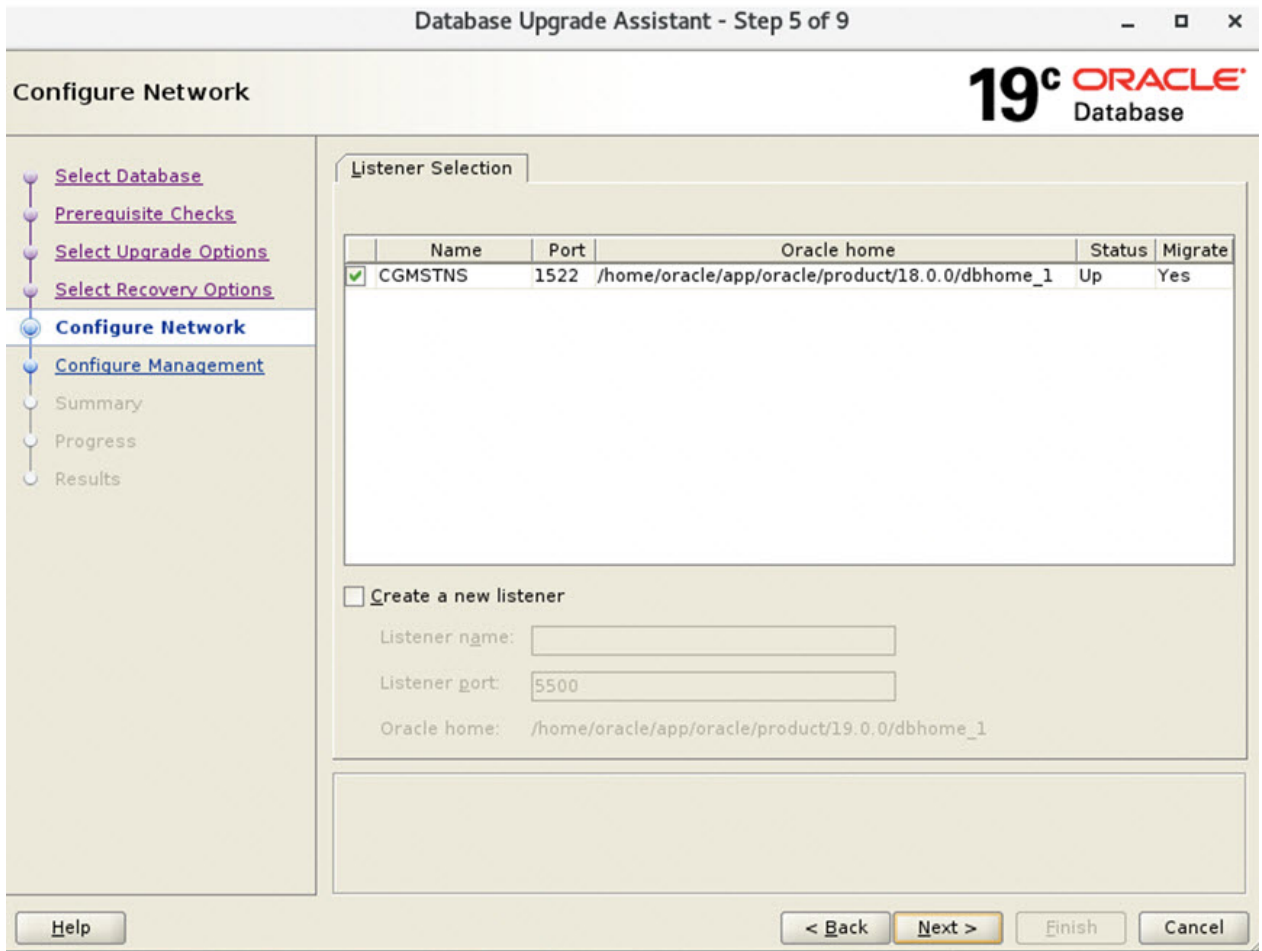 Database Upgrade Assistant - Step 5 of 9
Configure Network
19c ORACLE
Database
Select Database
Prerequisite Checks
Select Upgrade Options
Select Recovery Options
Configure Network
Configure Management
Summary
Progress
Results
Listener Selection
Name Port Oracle home Status Migrate
CGMSTNS 1522 /home/oracle/app/oracle/product/18.0.0/dbhome_1 Up Yes
Create a new listener
Listener name:
Listener port: 5500
Oracle home: /home/oracle/app/oracle/product/19.0.0/dbhome_1
Help < Back Next > Finish Cancel